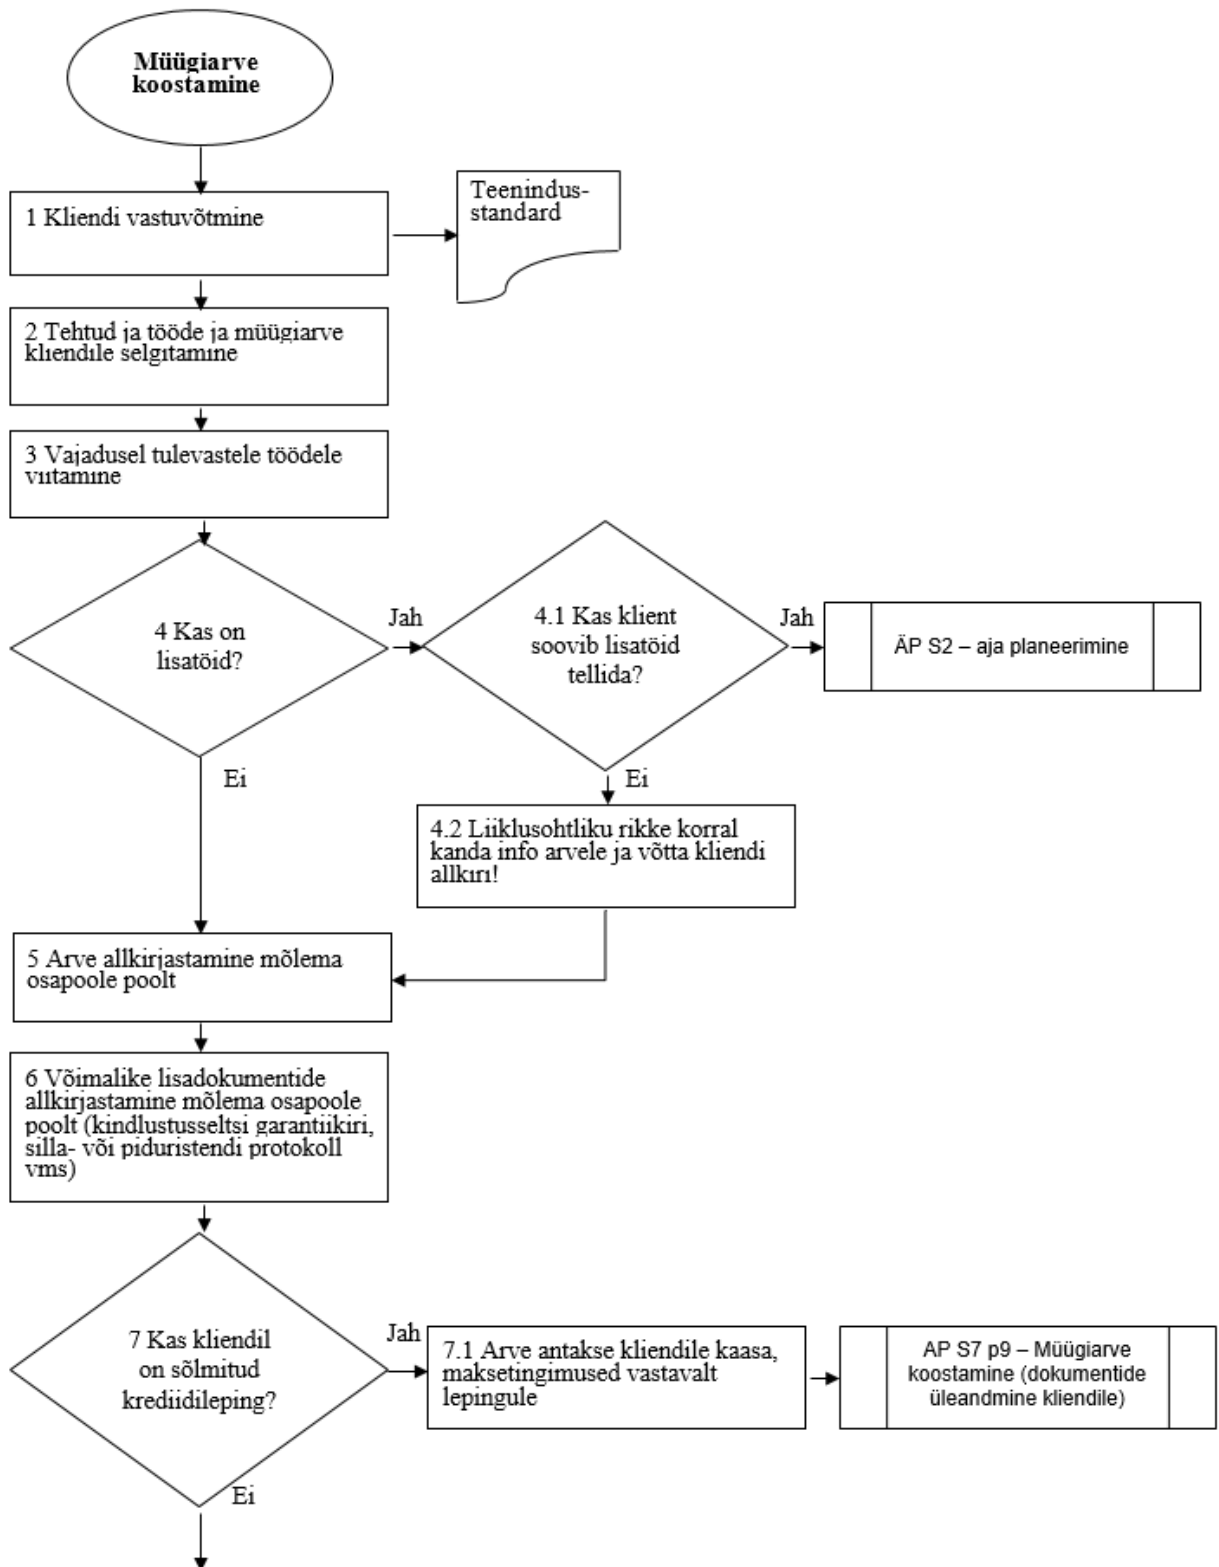 Müügiarve
koostamine
1 Kliendi vastuvõtmine
Teenindus-
standard
2 Tehtud ja tööde ja müügiarve
kliendile selgitamine
3 Vajadusel tulevastele töödele
viitamine
4 Kas on
lisatöid?
Jah
4.1 Kas klient
soovib lisatöid
tellida?
Jah
ÄP S2 – aja planeerimine
Ei
Ei
4.2 Liiklusohtliku rikke korral
kanda info arvele ja võtta kliendi
allkiri!
5 Arve allkirjastamine mõlema
osapoole poolt
6 Võimalike lisadokumentide
allkirjastamine mõlema osapoole
poolt (kindlustusseltsi garantiikiri,
silla- või piduristendi protokoll
vms)
7 Kas kliendil
on sõlmitud
krediidileping?
Jah
7.1 Arve antakse kliendile kaasa,
maksetingimused vastavalt
lepingule
AP S7 p9 – Müügiarve
koostamine (dokumentide
üleandmine kliendile)
Ei